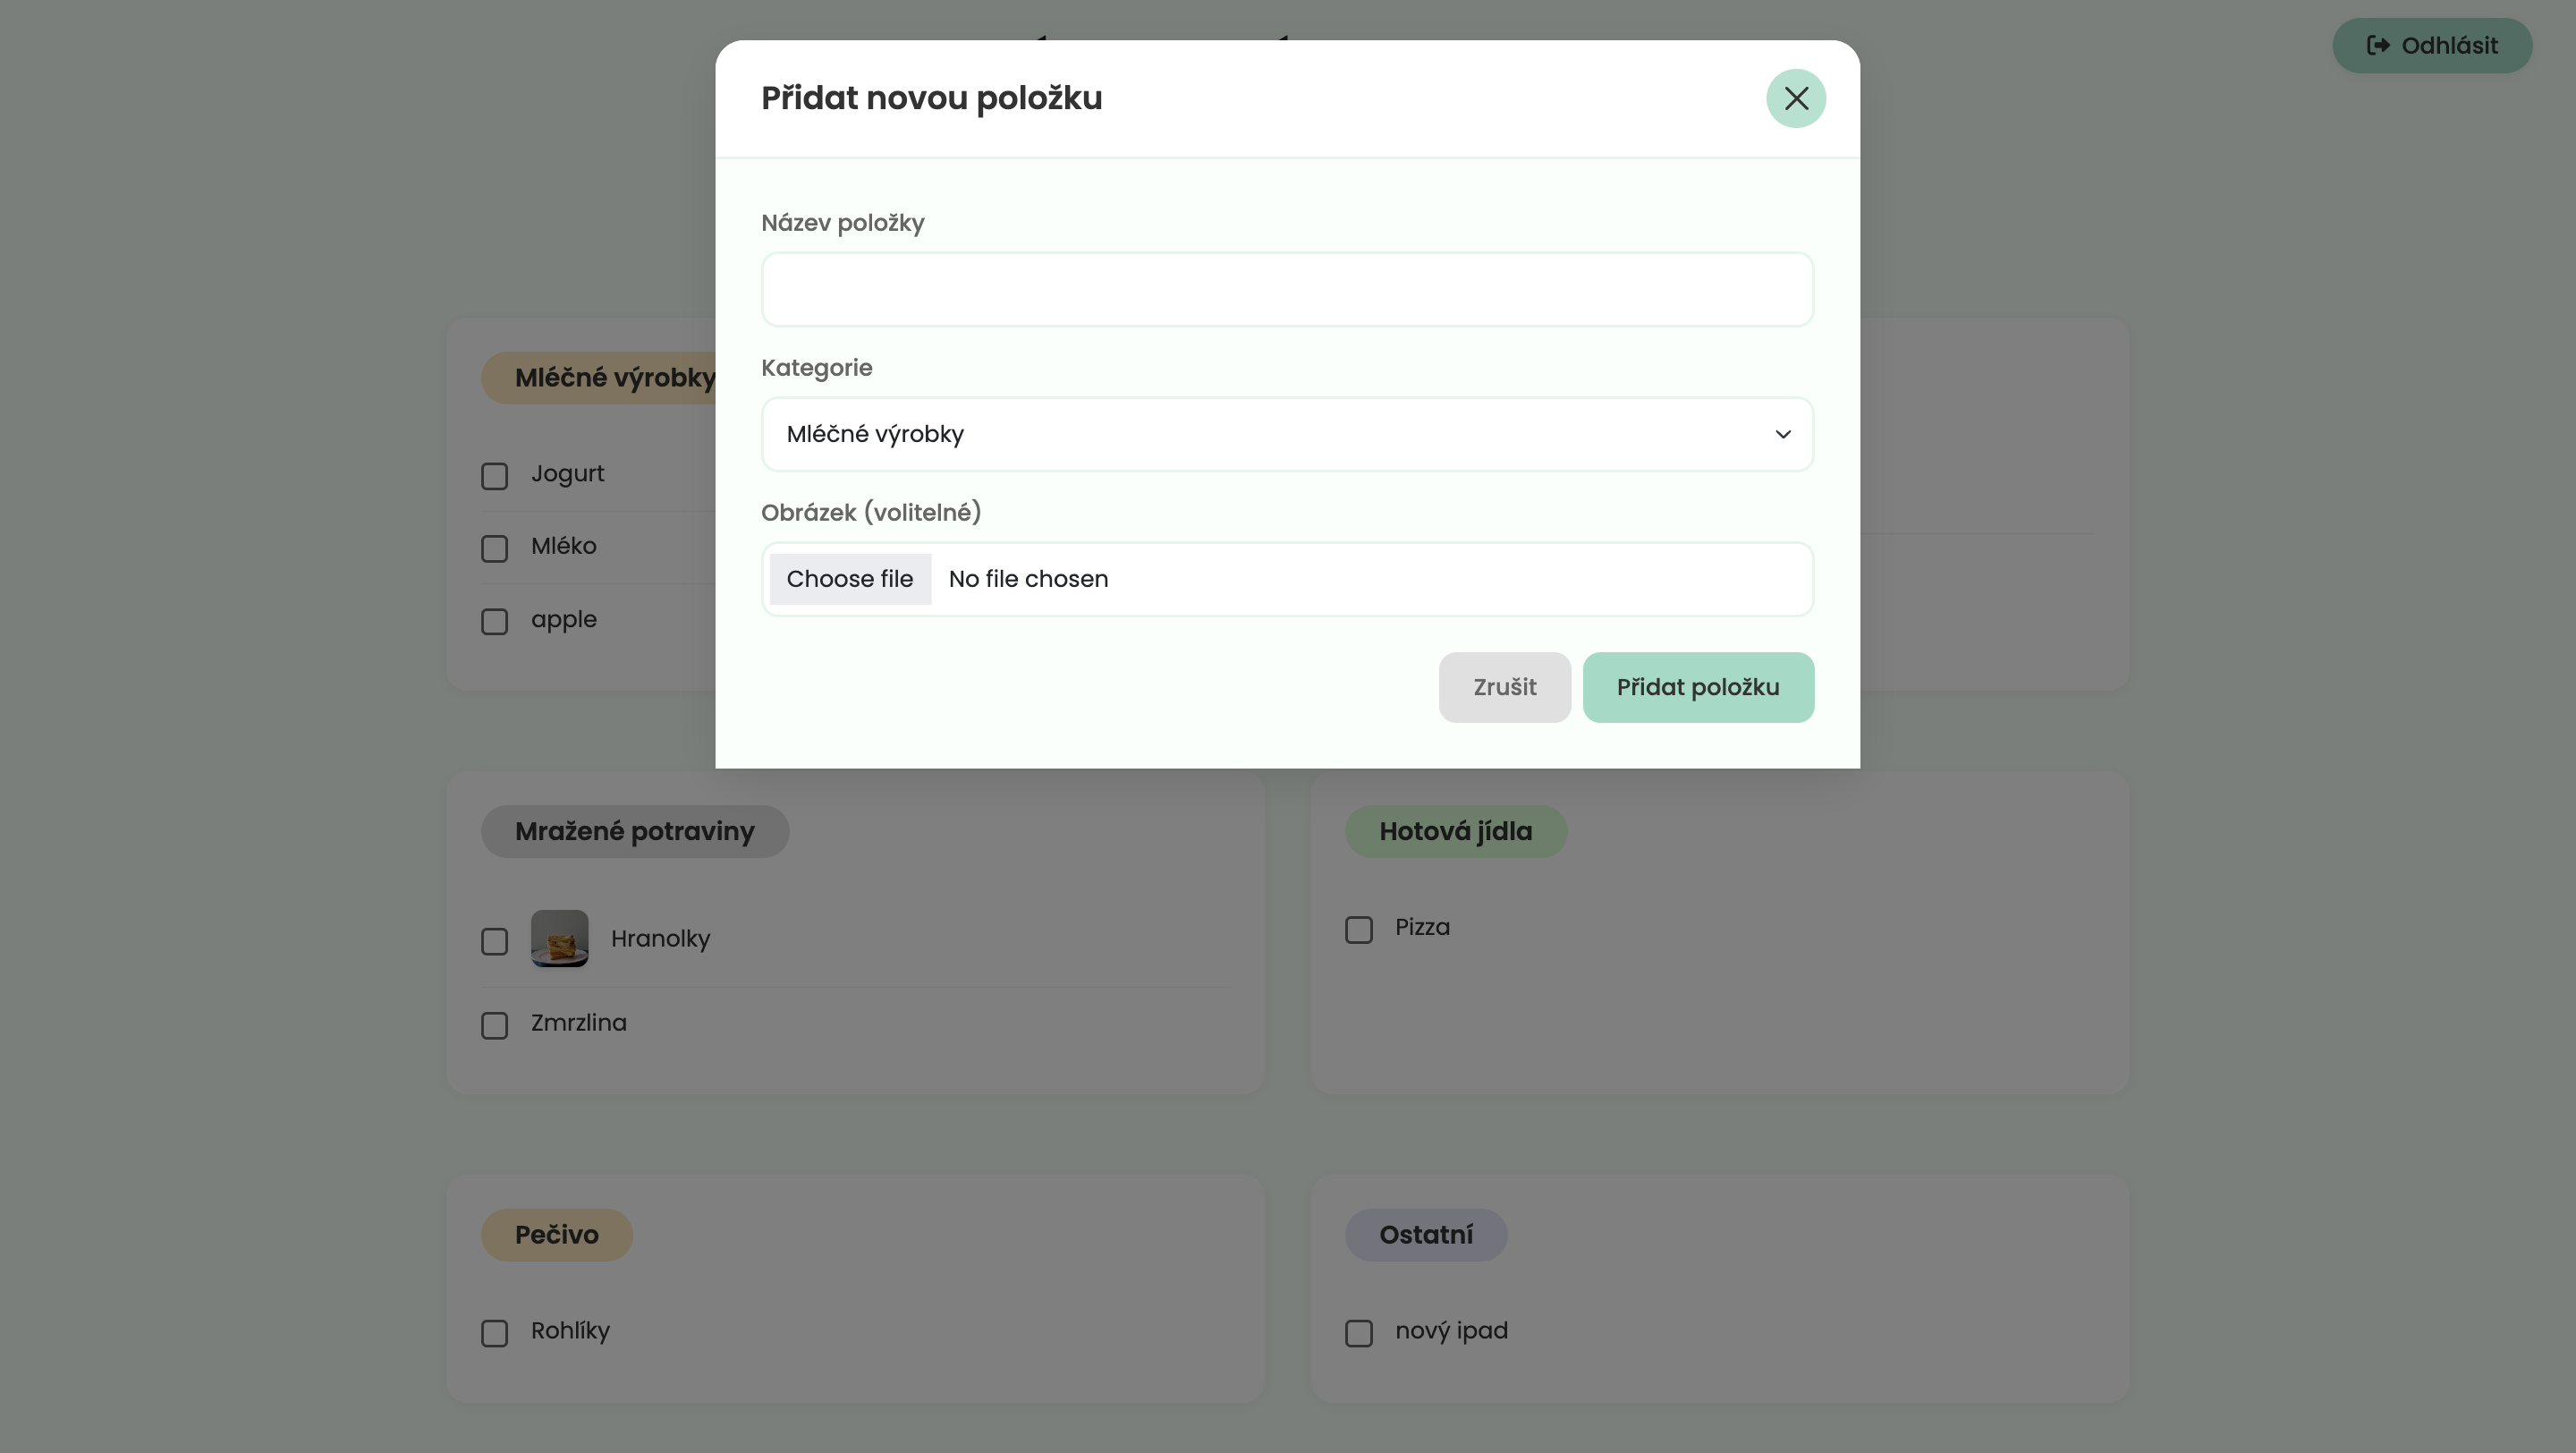 Odhlásit
Přidat novou položku
Název položky
Kategorie
Mléčné výrobky
Obrázek (volitelné)
Choose file No file chosen
Zrušit
Přidat položku
Mléčné výrobky
Jogurt
Mléko
apple
Mražené potraviny
Hranolky
Zmrzlina
Hotová jídla
Pizza
Pečivo
Rohlíky
Ostatní
nový ipad